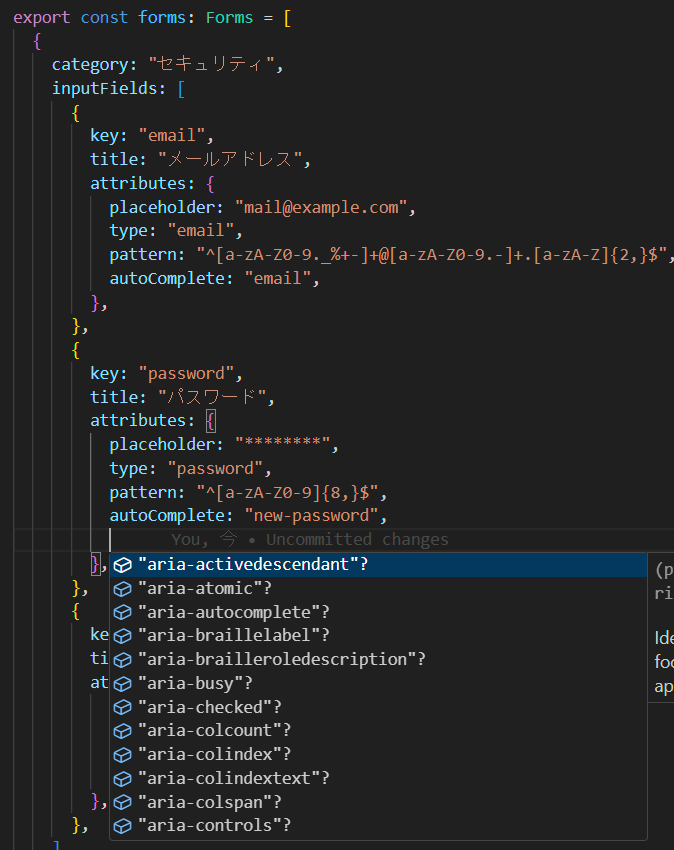 export const forms: Forms = [
{
category: "セキュリティ",
inputFields: [
{
key: "email",
title: "メールアドレス",
attributes: {
placeholder: "mail@example.com",
type: "email",
pattern: "^[a-zA-Z0-9._%+-]+@[a-zA-Z0-9.-]+.[a-zA-Z]{2,}$",
autoComplete: "email",
},
},
{
key: "password",
title: "パスワード",
attributes: {
placeholder: "********",
type: "password",
pattern: "^[a-zA-Z0-9]{8,}$",
autoComplete: "new-password",
You, 今 • Uncommitted changes
}, "aria-activedescendant"? (p
}, "aria-atomic"? ri
{ "aria-autocomplete"?
ke "aria-braillelabel"? Ide
ti "aria-brailleroledescription"? foc
at "aria-busy"? ap
"aria-checked"?
"aria-colcount"?
"aria-colindex"?
"aria-colindextext"?
}, "aria-colspan"?
}, "aria-controls"?
]